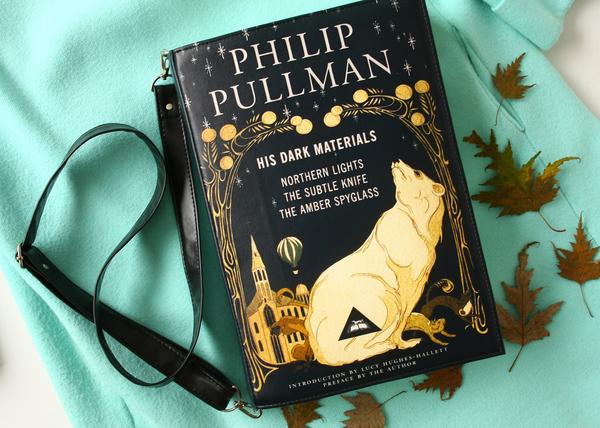 PHILIP
PULLMAN
HIS DARK MATERIALS
NORTHERN LIGHTS
THE SUBTLE KNIFE
THE AMBER SPYGLASS
INTRODUCTION BY LUCY HUGHES-HALLETT
PREFACE BY THE AUTHOR